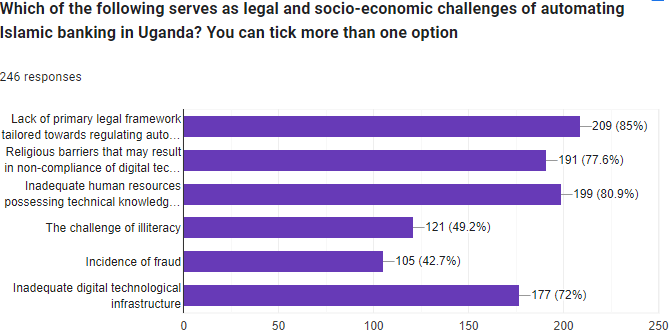 Which of the following serves as legal and socio-economic challenges of automating
Islamic banking in Uganda? You can tick more than one option
246 responses
Lack of primary legal framework
tailored towards regulating auto…
209 (85%)
Religious barriers that may result
in non-compliance of digital tec…
191 (77.6%)
Inadequate human resources
possessing technical knowledg…
199 (80.9%)
The challenge of illiteracy
121 (49.2%)
Incidence of fraud
105 (42.7%)
Inadequate digital technological
infrastructure
177 (72%)
0 50 100 150 200 250